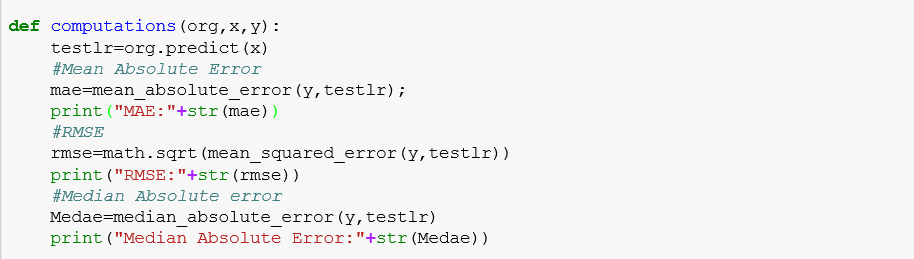 def computations(org,x,y):
    testlr=org.predict(x)
    #Mean Absolute Error
    mae=mean_absolute_error(y,testlr);
    print("MAE:"+str(mae))
    #RMSE
    rmse=math.sqrt(mean_squared_error(y,testlr))
    print("RMSE:"+str(rmse))
    #Median Absolute error
    Medae=median_absolute_error(y,testlr)
    print("Median Absolute Error:"+str(Medae))